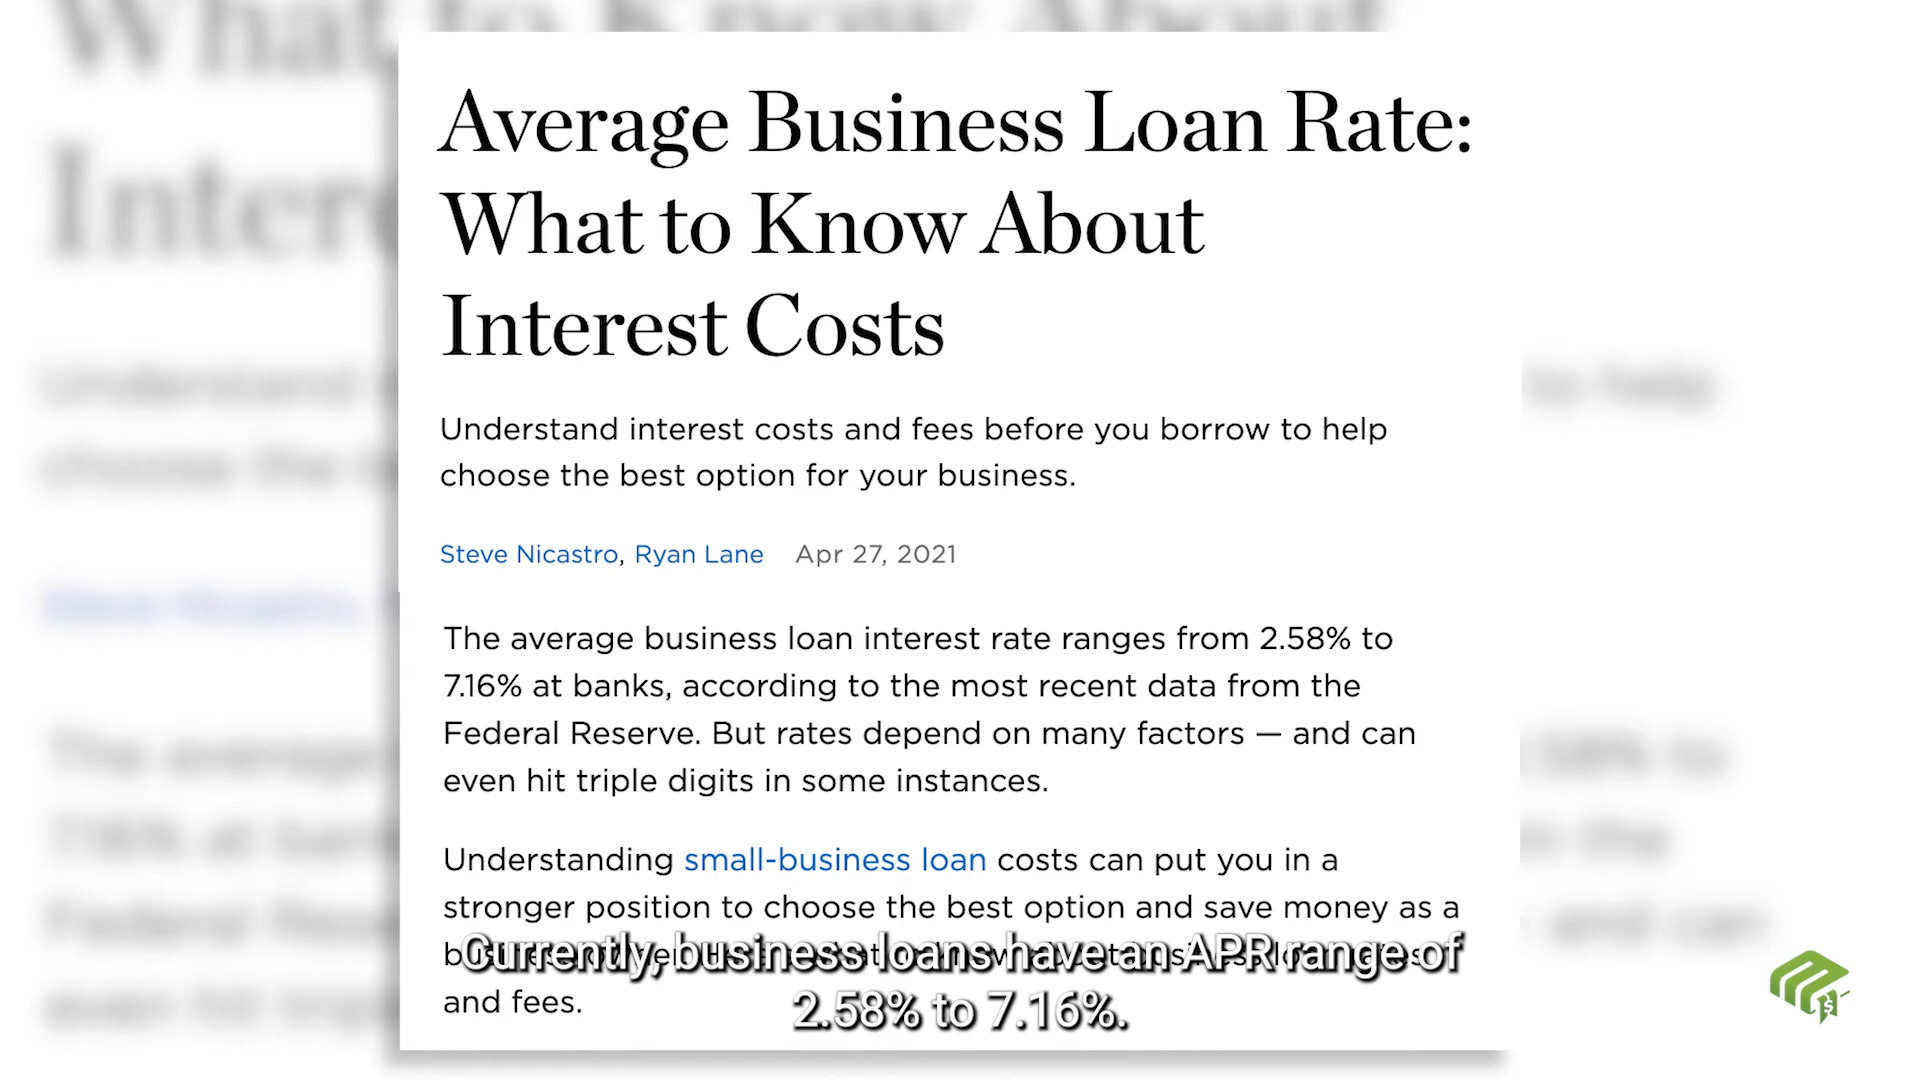 Average Business Loan Rate:
What to Know About
Interest Costs
Understand interest costs and fees before you borrow to help
choose the best option for your business.
Steve Nicastro, Ryan Lane Apr 27, 2021
The average business loan interest rate ranges from 2.58% to
7.16% at banks, according to the most recent data from the
Federal Reserve. But rates depend on many factors — and can
even hit triple digits in some instances.
Understanding small-business loan costs can put you in a
stronger position to choose the best option and save money as a
and fees.
Currently, business loans have an APR range of
2.58% to 7.16%.